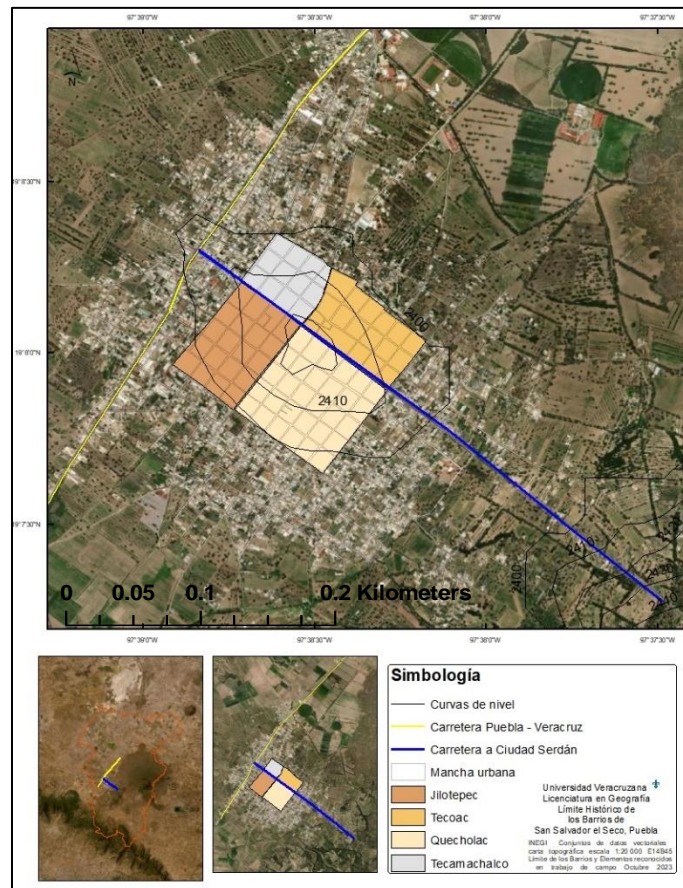 97°39'0"W 97°38'30"W 97°38'0"W 97°37'30"W
N
19°8'30"N
19°8'0"N
19°7'30"N
2400
2410
2410
2400
2430
2440
0 0.05 0.1 0.2 Kilometers
97°39'0"W 97°38'30"W 97°38'0"W 97°37'30"W
Simbología
Curvas de nivel
Carretera Puebla - Veracruz
Carretera a Ciudad Serdán
Mancha urbana
Jilotepec
Tecoac
Quecholac
Tecamachalco
Universidad Veracruzana
Licenciatura en Geografía
Límite Histórico de
los Barrios de
San Salvador el Seco, Puebla
INEGI Conjuntos de datos vectoriales
carta topográfica escala 1:20 000 E14B45
Límite de los Barrios y Elementos reconocidos
en trabajo de campo Octubre 2023